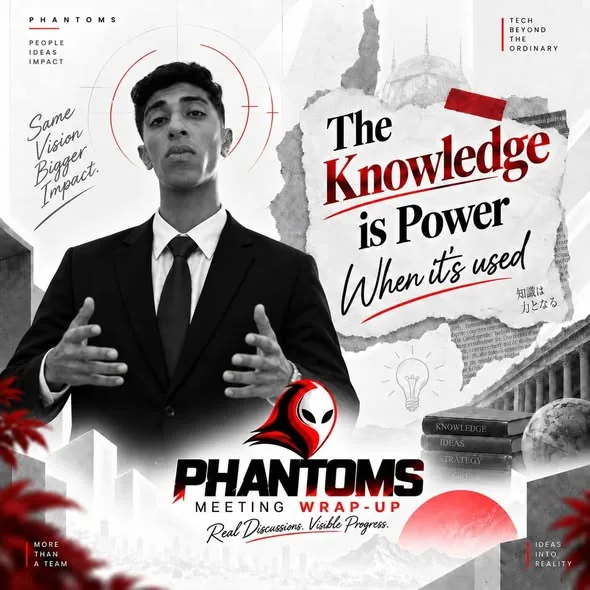 PHANTOMS
PEOPLE
IDEAS
IMPACT
TECH
BEYOND
THE
ORDINARY
Same
Vision
Bigger
Impact.
The
Knowledge
is Power
When it's used
知識は
力となる
KNOWLEDGE
IDEAS
STRATEGY
PHANTOMS
MEETING WRAP-UP
Real Discussions. Visible Progress.
MORE
THAN
A TEAM
IDEAS
INTO
REALITY